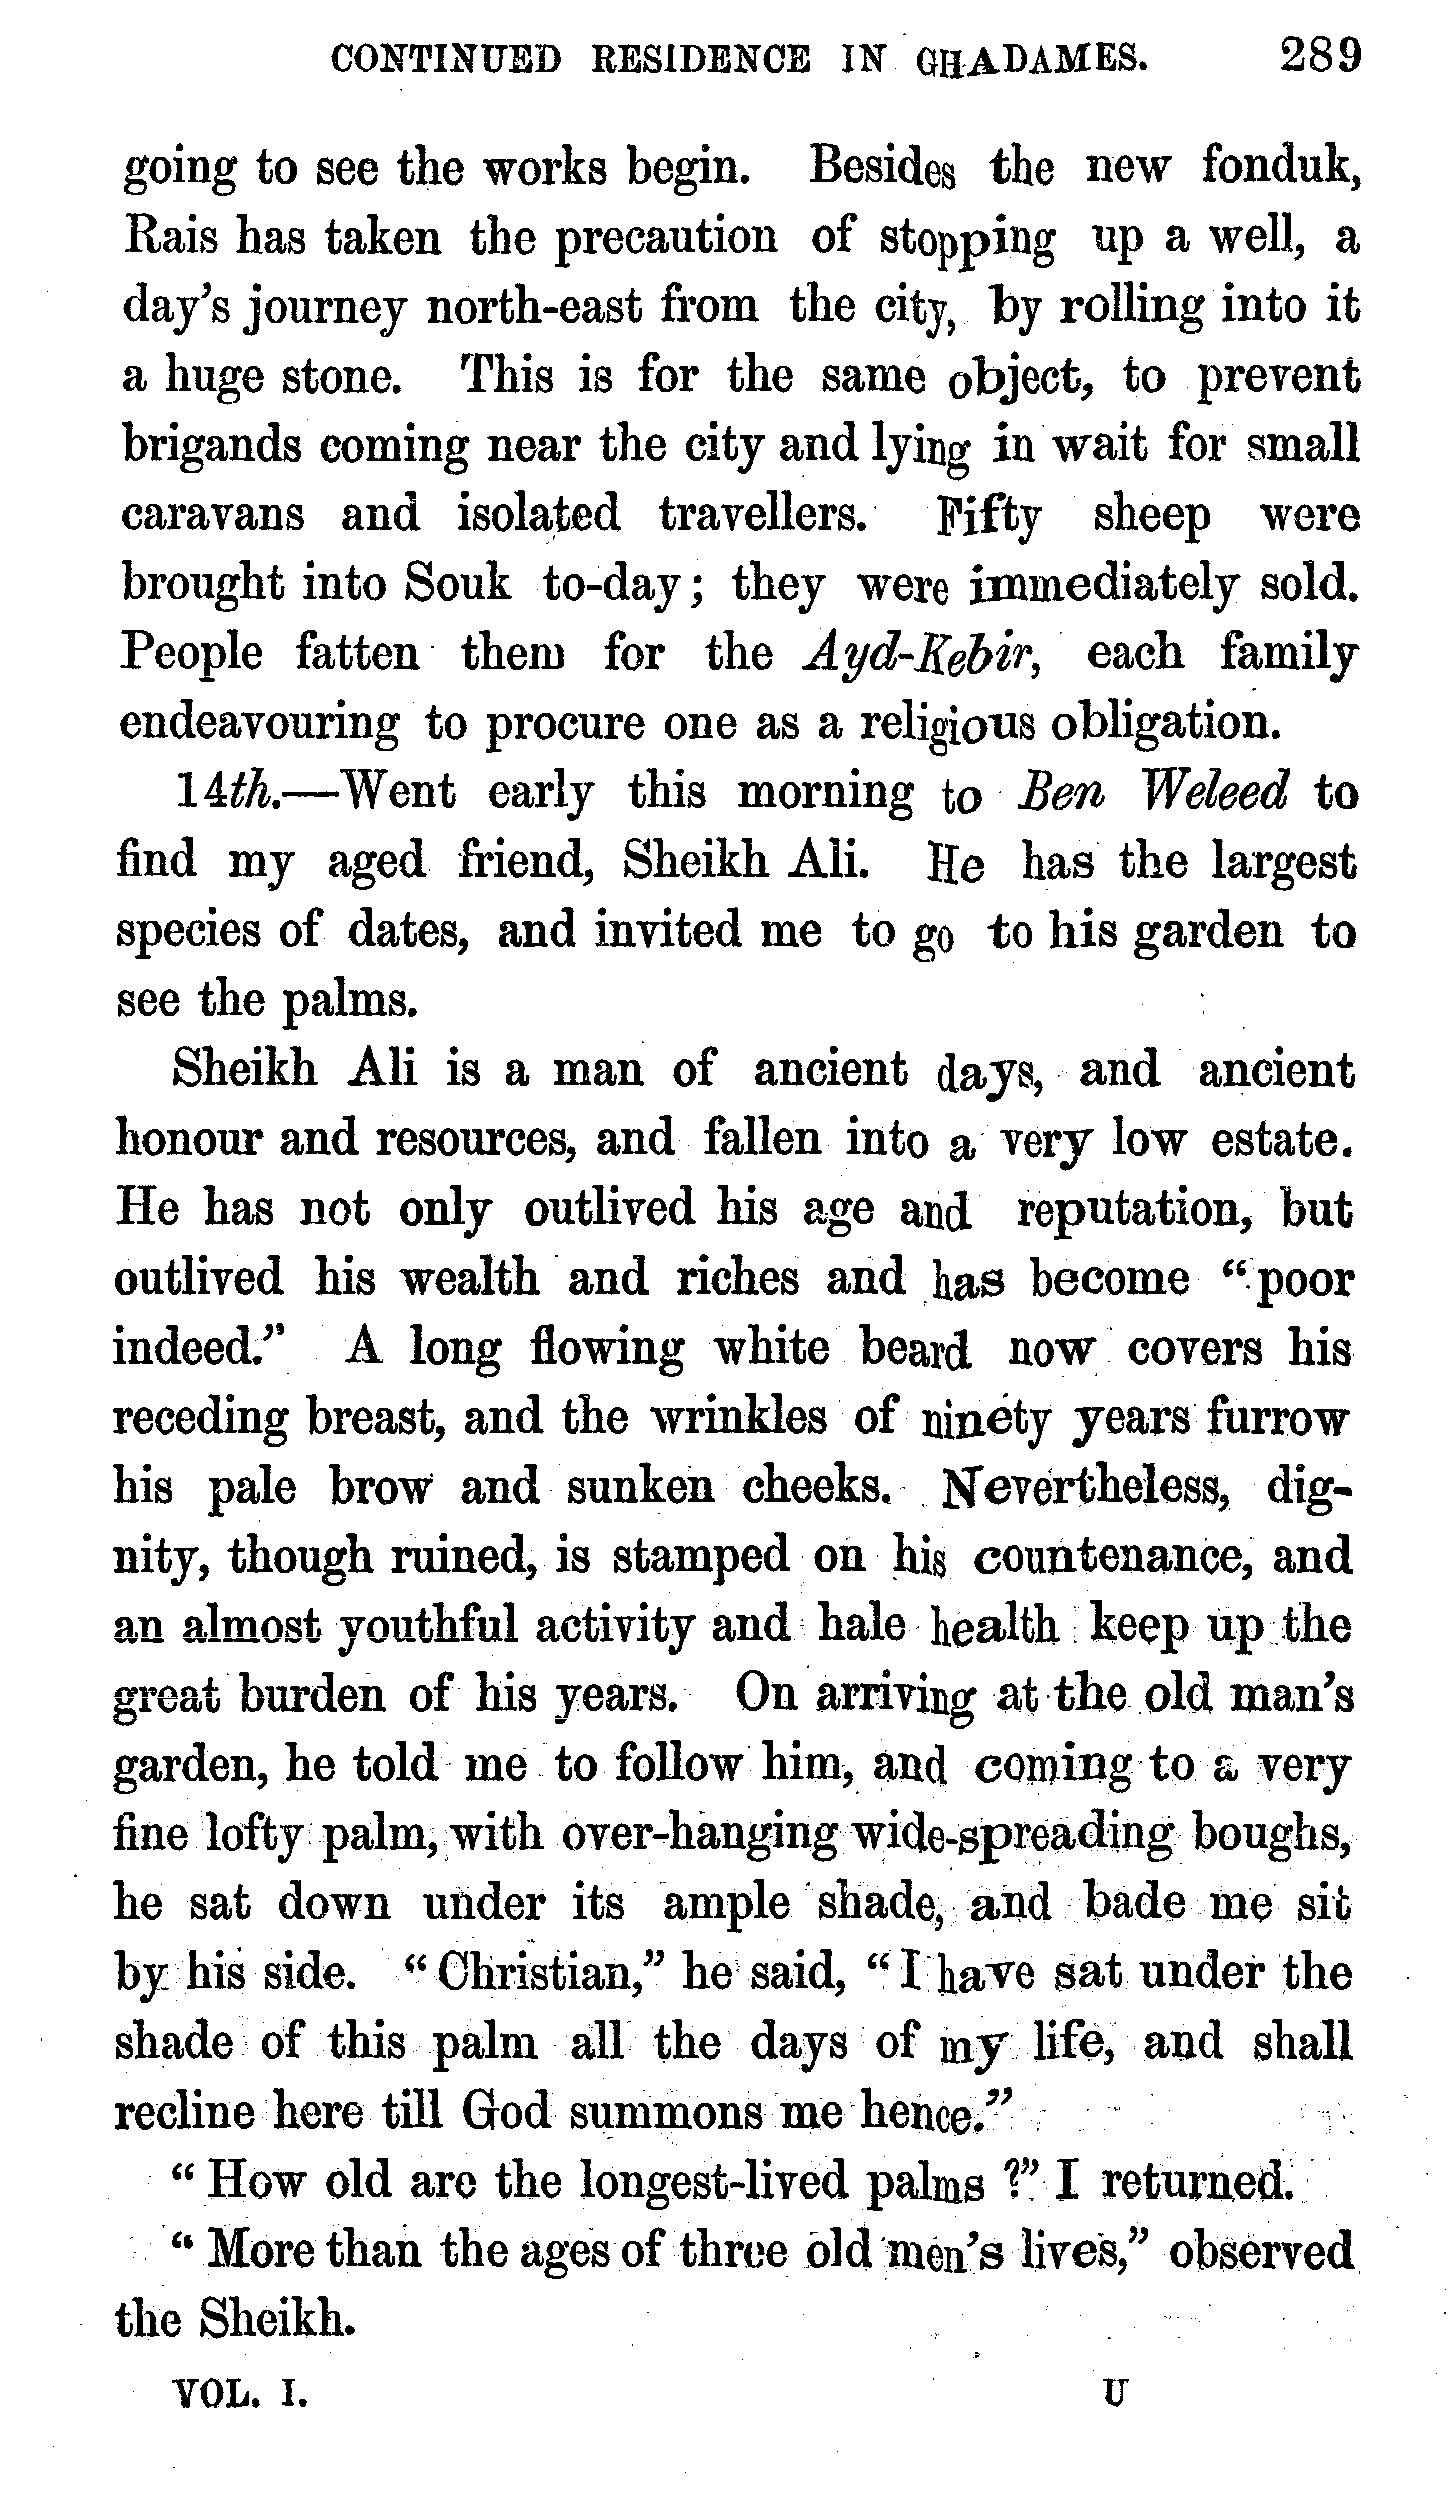 CONTINUED RESIDENCE IN GHADAMES. 289
going to see the works begin. Besides the new fonduk,
Rais has taken the precaution of stopping up a well, a
day's journey north-east from the city, by rolling into it
a huge stone. This is for the same object, to prevent
brigands coming near the city and lying in wait for small
caravans and isolated travellers. Fifty sheep were
brought into Souk to-day; they were immediately sold.
People fatten them for the Ayd-Kebir, each family
endeavouring to procure one as a religious obligation.
14th.—Went early this morning to Ben Weleed to
find my aged friend, Sheikh Ali. He has the largest
species of dates, and invited me to go to his garden to
see the palms.
Sheikh Ali is a man of ancient days, and ancient
honour and resources, and fallen into a very low estate.
He has not only outlived his age and reputation, but
outlived his wealth and riches and has become "poor
indeed." A long flowing white beard now covers his
receding breast, and the wrinkles of ninety years furrow
his pale brow and sunken cheeks. Nevertheless, dig-
nity, though ruined, is stamped on his countenance, and
an almost youthful activity and hale health keep up the
great burden of his years. On arriving at the old man's
garden, he told me to follow him, and coming to a very
fine lofty palm, with over-hanging wide-spreading boughs,
he sat down under its ample shade, and bade me sit
by his side. "Christian," he said, "I have sat under the
shade of this palm all the days of my life, and shall
recline here till God summons me hence."
"How old are the longest-lived palms?" I returned.
"More than the ages of three old men's lives," observed
the Sheikh.
VOL. I. U